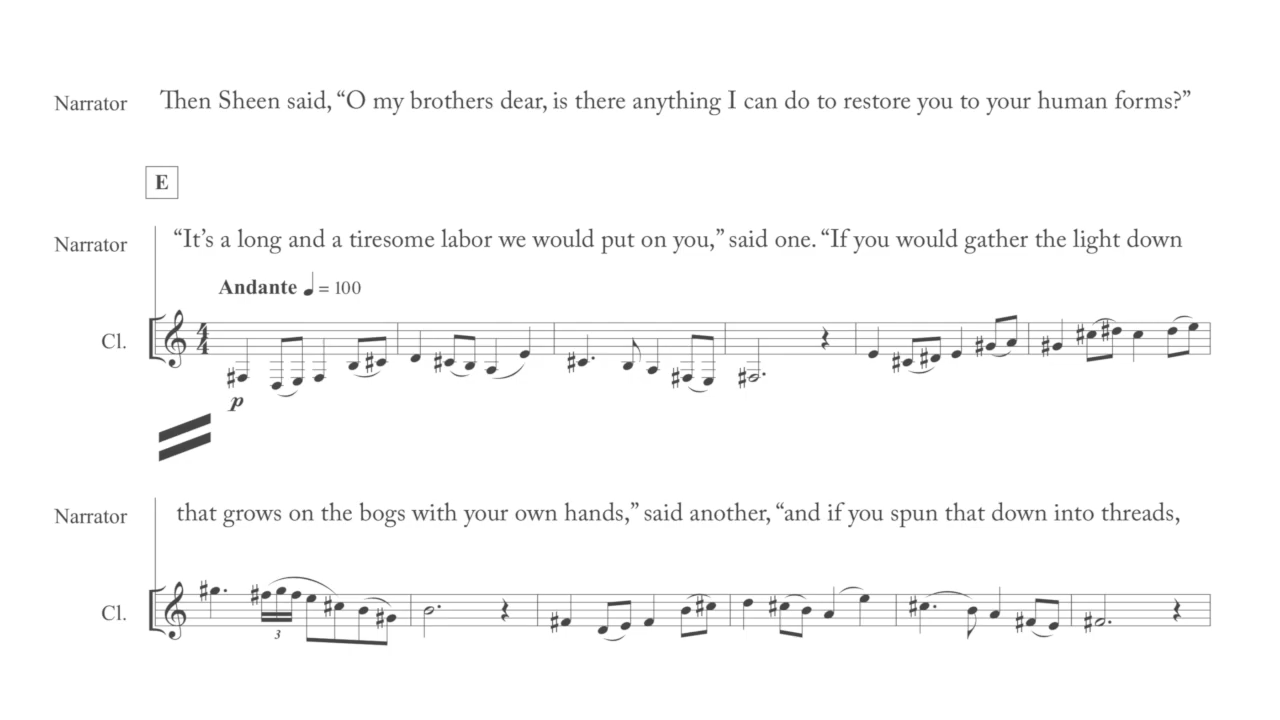 Narrator Then Sheen said, “O my brothers dear, is there anything I can do to restore you to your human forms?”
E
Narrator “It’s a long and a tiresome labor we would put on you,” said one. “If you would gather the light down
Andante ♩ = 100
Cl.
4
4
p
Narrator that grows on the bogs with your own hands,” said another, “and if you spun that down into threads,
Cl.
3